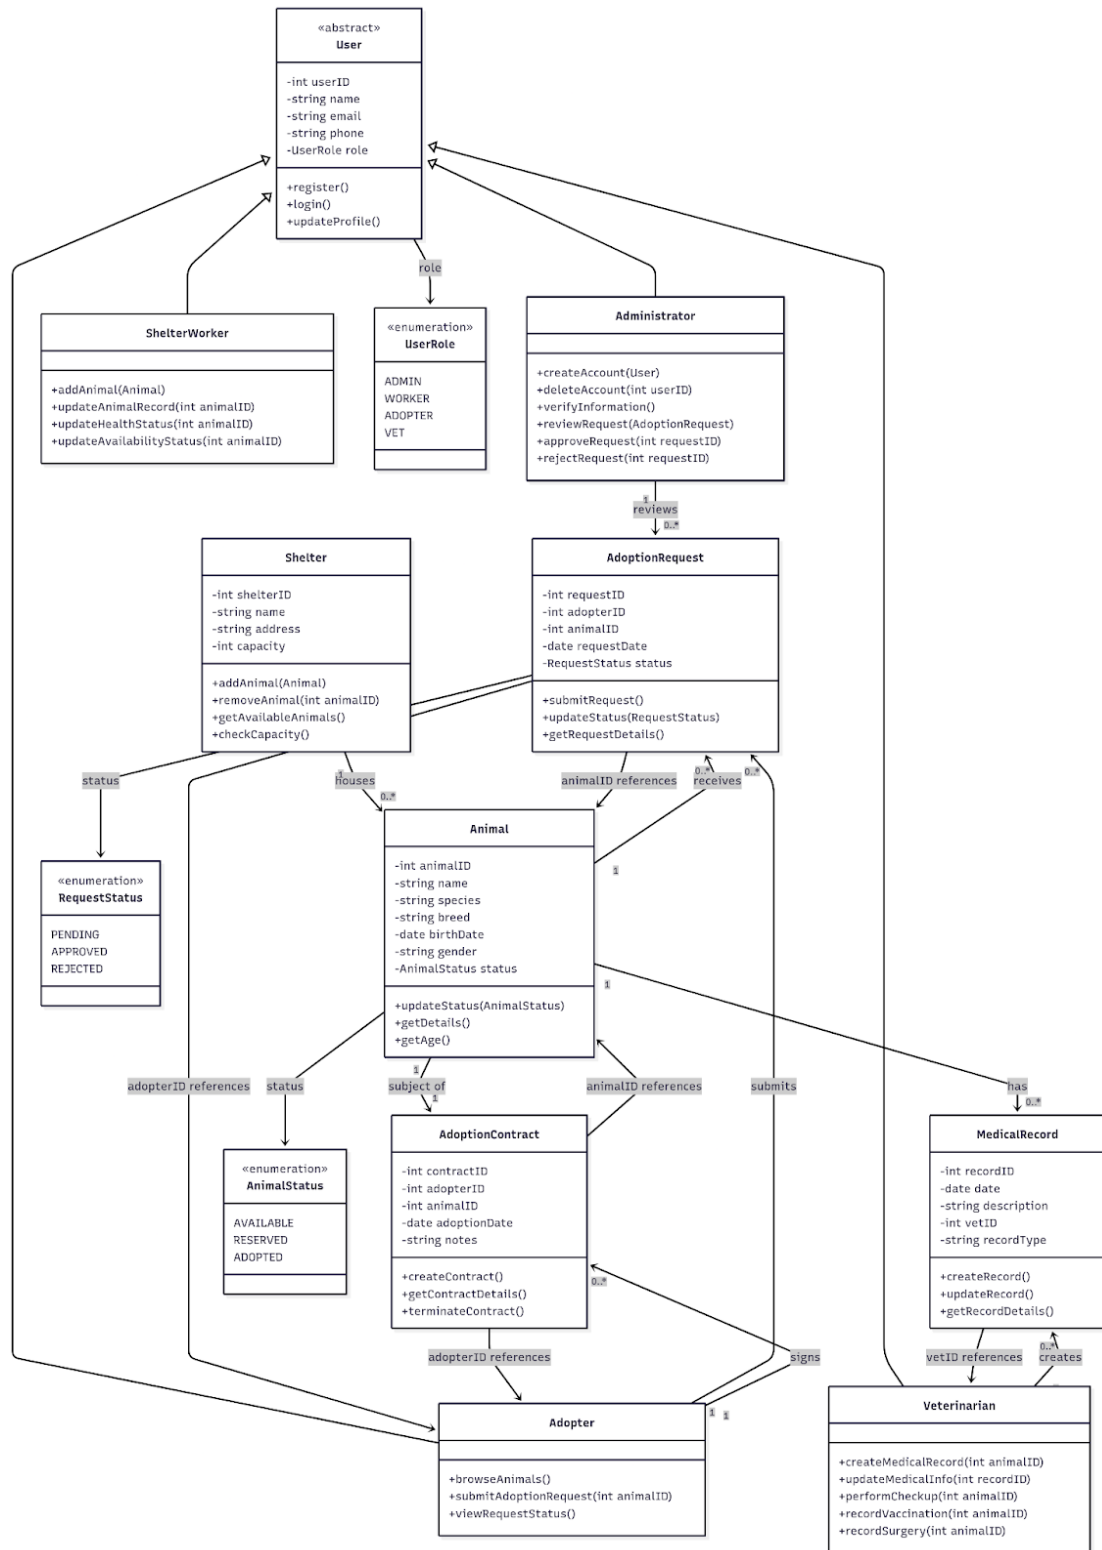 «abstract»
User
-int userID
-string name
-string email
-string phone
-UserRole role
+register()
+login()
+updateProfile()
role
ShelterWorker
+addAnimal(Animal)
+updateAnimalRecord(int animalID)
+updateHealthStatus(int animalID)
+updateAvailabilityStatus(int animalID)
«enumeration»
UserRole
ADMIN
WORKER
ADOPTER
VET
Administrator
+createAccount(User)
+deleteAccount(int userID)
+verifyInformation()
+reviewRequest(AdoptionRequest)
+approveRequest(int requestID)
+rejectRequest(int requestID)
1
reviews
0..*
Shelter
-int shelterID
-string name
-string address
-int capacity
+addAnimal(Animal)
+removeAnimal(int animalID)
+getAvailableAnimals()
+checkCapacity()
AdoptionRequest
-int requestID
-int adopterID
-int animalID
-date requestDate
-RequestStatus status
+submitRequest()
+updateStatus(RequestStatus)
+getRequestDetails()
status
1
houses
0..*
animalID references
0..*
receives
0..*
1
«enumeration»
RequestStatus
PENDING
APPROVED
REJECTED
Animal
-int animalID
-string name
-string species
-string breed
-date birthDate
-string gender
-AnimalStatus status
+updateStatus(AnimalStatus)
+getDetails()
+getAge()
1
adopterID references
status
1
subject of
1
animalID references
submits
has
0..*
«enumeration»
AnimalStatus
AVAILABLE
RESERVED
ADOPTED
AdoptionContract
-int contractID
-int adopterID
-int animalID
-date adoptionDate
-string notes
+createContract()
+getContractDetails()
+terminateContract()
0..*
MedicalRecord
-int recordID
-date date
-string description
-int vetID
-string recordType
+createRecord()
+updateRecord()
+getRecordDetails()
adopterID references
signs
vetID references
0..*
creates
1
1
Adopter
+browseAnimals()
+submitAdoptionRequest(int animalID)
+viewRequestStatus()
Veterinarian
+createMedicalRecord(int animalID)
+updateMedicalInfo(int recordID)
+performCheckup(int animalID)
+recordVaccination(int animalID)
+recordSurgery(int animalID)